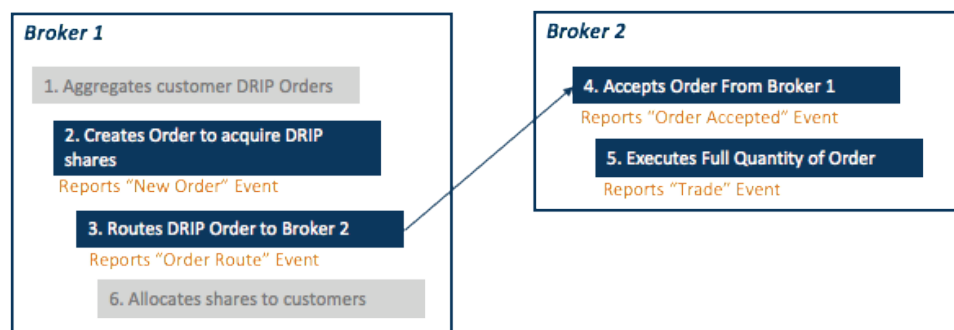 Broker 1
1. Aggregates customer DRIP Orders
2. Creates Order to acquire DRIP
shares
Reports "New Order" Event
3. Routes DRIP Order to Broker 2
Reports "Order Route" Event
6. Allocates shares to customers
Broker 2
4. Accepts Order From Broker 1
Reports "Order Accepted" Event
5. Executes Full Quantity of Order
Reports "Trade" Event